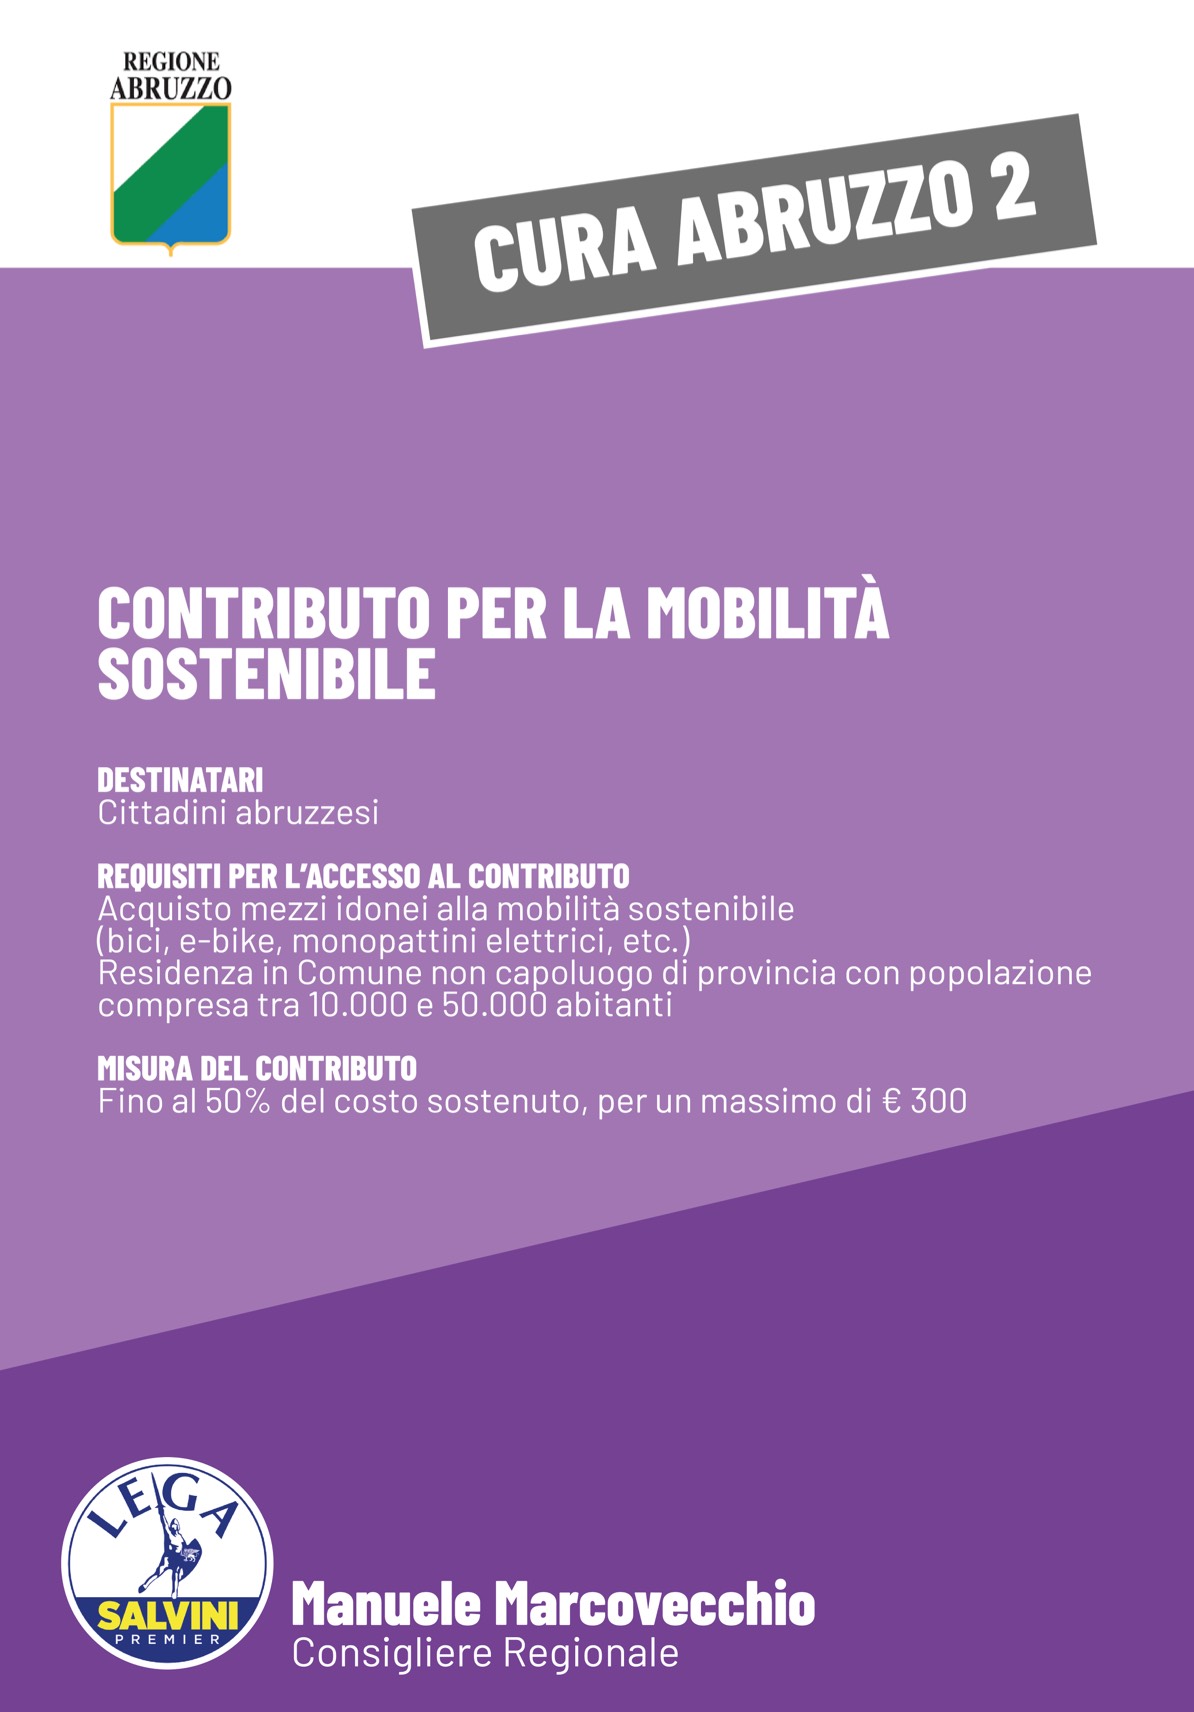 REGIONE
ABRUZZO
CURA ABRUZZO 2
CONTRIBUTO PER LA MOBILITÀ
SOSTENIBILE
DESTINATARI
Cittadini abruzzesi
REQUISITI PER L'ACCESSO AL CONTRIBUTO
Acquisto mezzi idonei alla mobilità sostenibile
(bici, e-bike, monopattini elettrici, etc.)
Residenza in Comune non capoluogo di provincia con popolazione
compresa tra 10.000 e 50.000 abitanti
MISURA DEL CONTRIBUTO
Fino al 50% del costo sostenuto, per un massimo di € 300
LEGA
SALVINI
PREMIER
Manuele Marcovecchio
Consigliere Regionale